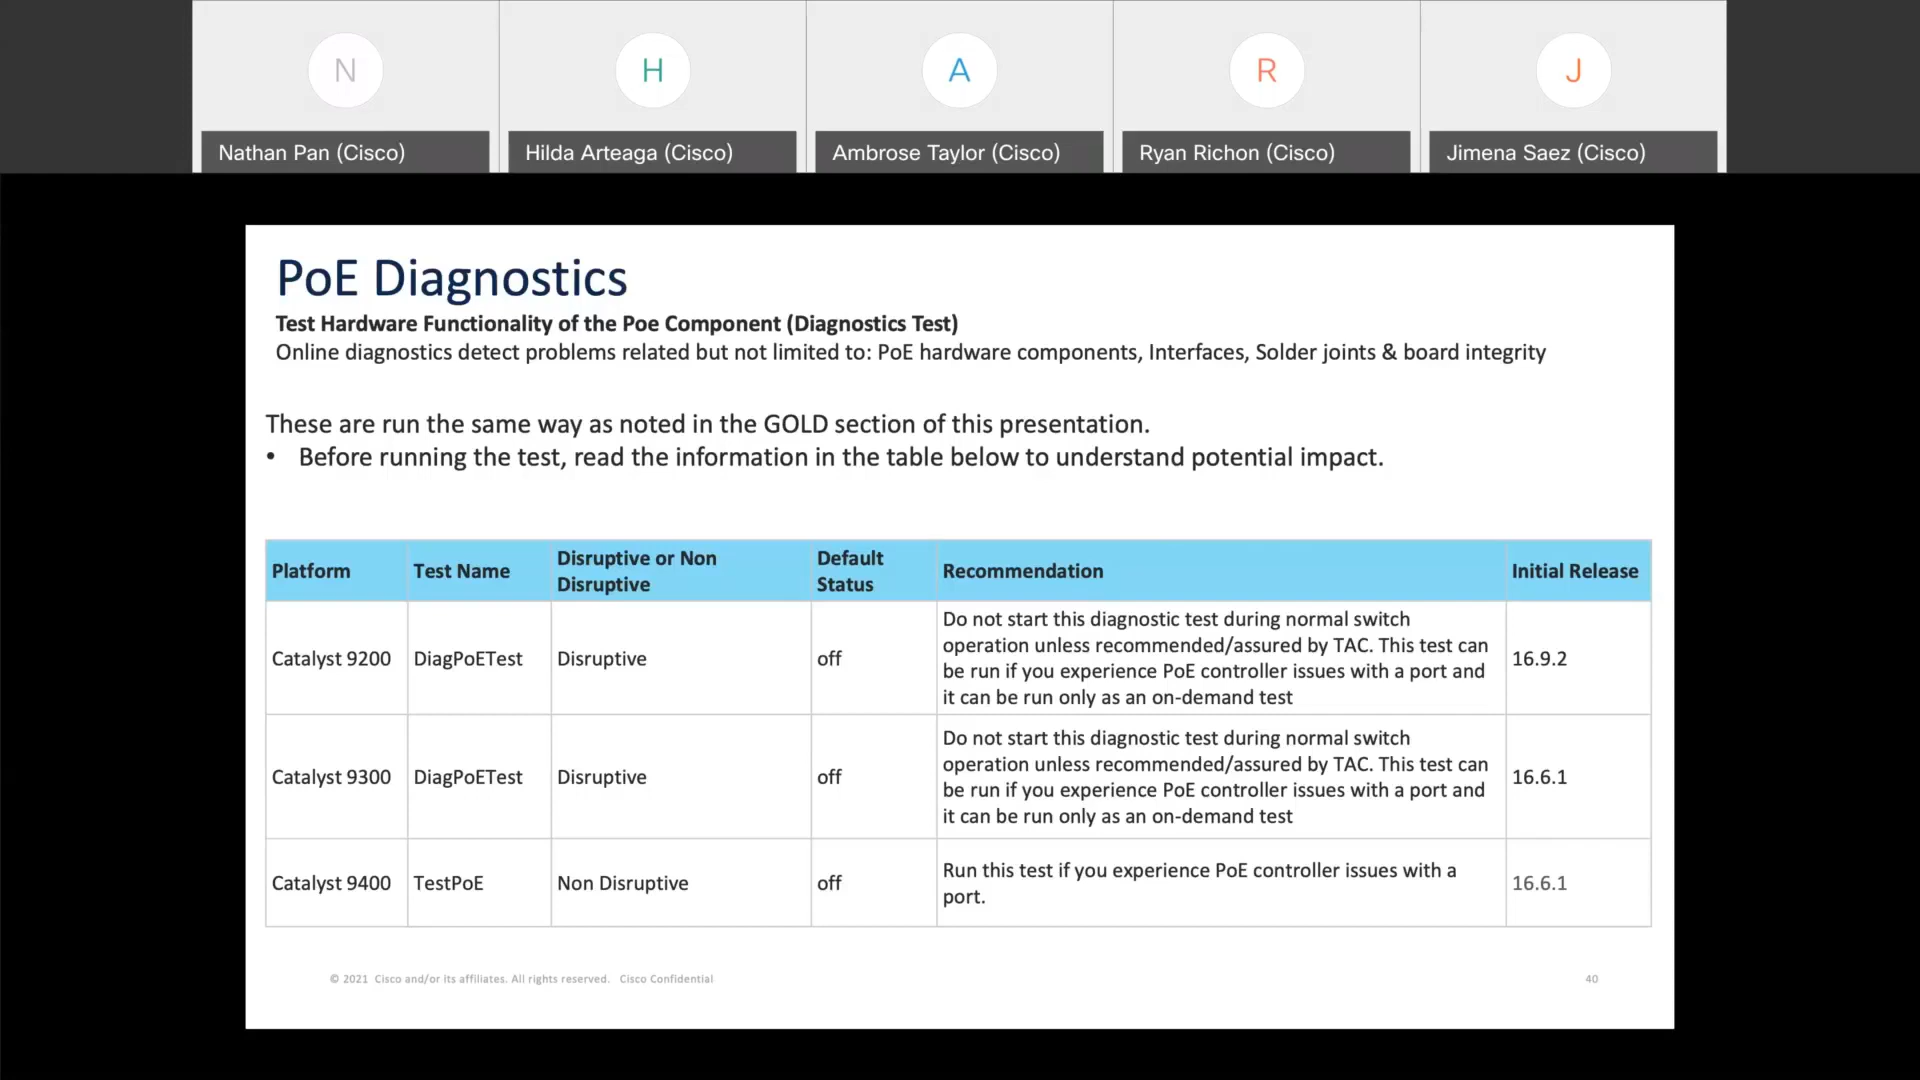 N
H
A
R
J
Nathan Pan (Cisco)
Hilda Arteaga (Cisco)
Ambrose Taylor (Cisco)
Ryan Richon (Cisco)
Jimena Saez (Cisco)
PoE Diagnostics
Test Hardware Functionality of the Poe Component (Diagnostics Test)
Online diagnostics detect problems related but not limited to: PoE hardware components, Interfaces, Solder joints & board integrity
These are run the same way as noted in the GOLD section of this presentation.
• Before running the test, read the information in the table below to understand potential impact.
Platform
Test Name
Disruptive or Non
Disruptive
Default
Status
Recommendation
Initial Release
Catalyst 9200
DiagPoETest
Disruptive
off
Do not start this diagnostic test during normal switch
operation unless recommended/assured by TAC. This test can
be run if you experience PoE controller issues with a port and
it can be run only as an on-demand test
16.9.2
Catalyst 9300
DiagPoETest
Disruptive
off
Do not start this diagnostic test during normal switch
operation unless recommended/assured by TAC. This test can
be run if you experience PoE controller issues with a port and
it can be run only as an on-demand test
16.6.1
Catalyst 9400
TestPoE
Non Disruptive
off
Run this test if you experience PoE controller issues with a
port.
16.6.1
© 2021 Cisco and/or its affiliates. All rights reserved. Cisco Confidential
40